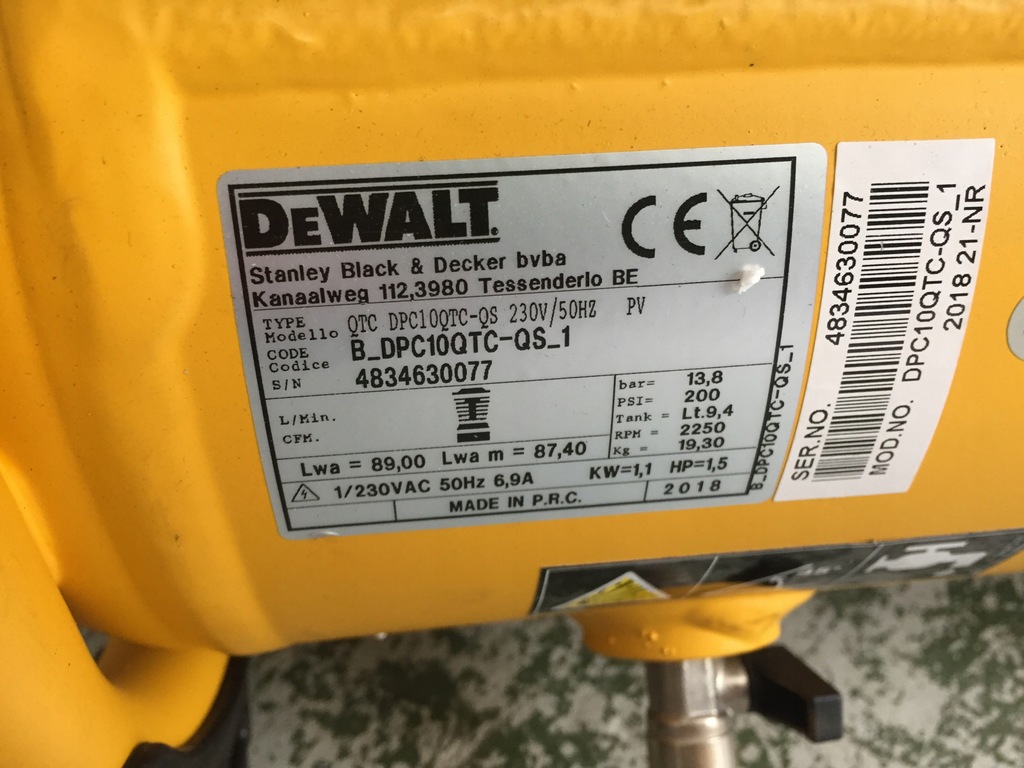 DEWALT
CE
Stanley Black & Decker bvba
Kanaalweg 112,3980 Tessenderlo BE
TYPE
Modello QTC DPC10QTC-QS 230V/50HZ PV
CODE
Codice B_DPC10QTC-QS_1
S/N 4834630077
L/Min.
CFM.
bar= 13,8
PSI= 200
Tank = Lt.9,4
RPM = 2250
Kg = 19,30
Lwa = 89,00 Lwa m = 87,40
1/230VAC 50Hz 6,9A KW=1,1 HP=1,5
MADE IN P.R.C. 2018
B_DPC10QTC-QS_1
SER.NO. 4834630077
MOD.NO. DPC10QTC-QS_1
2018 21-NR